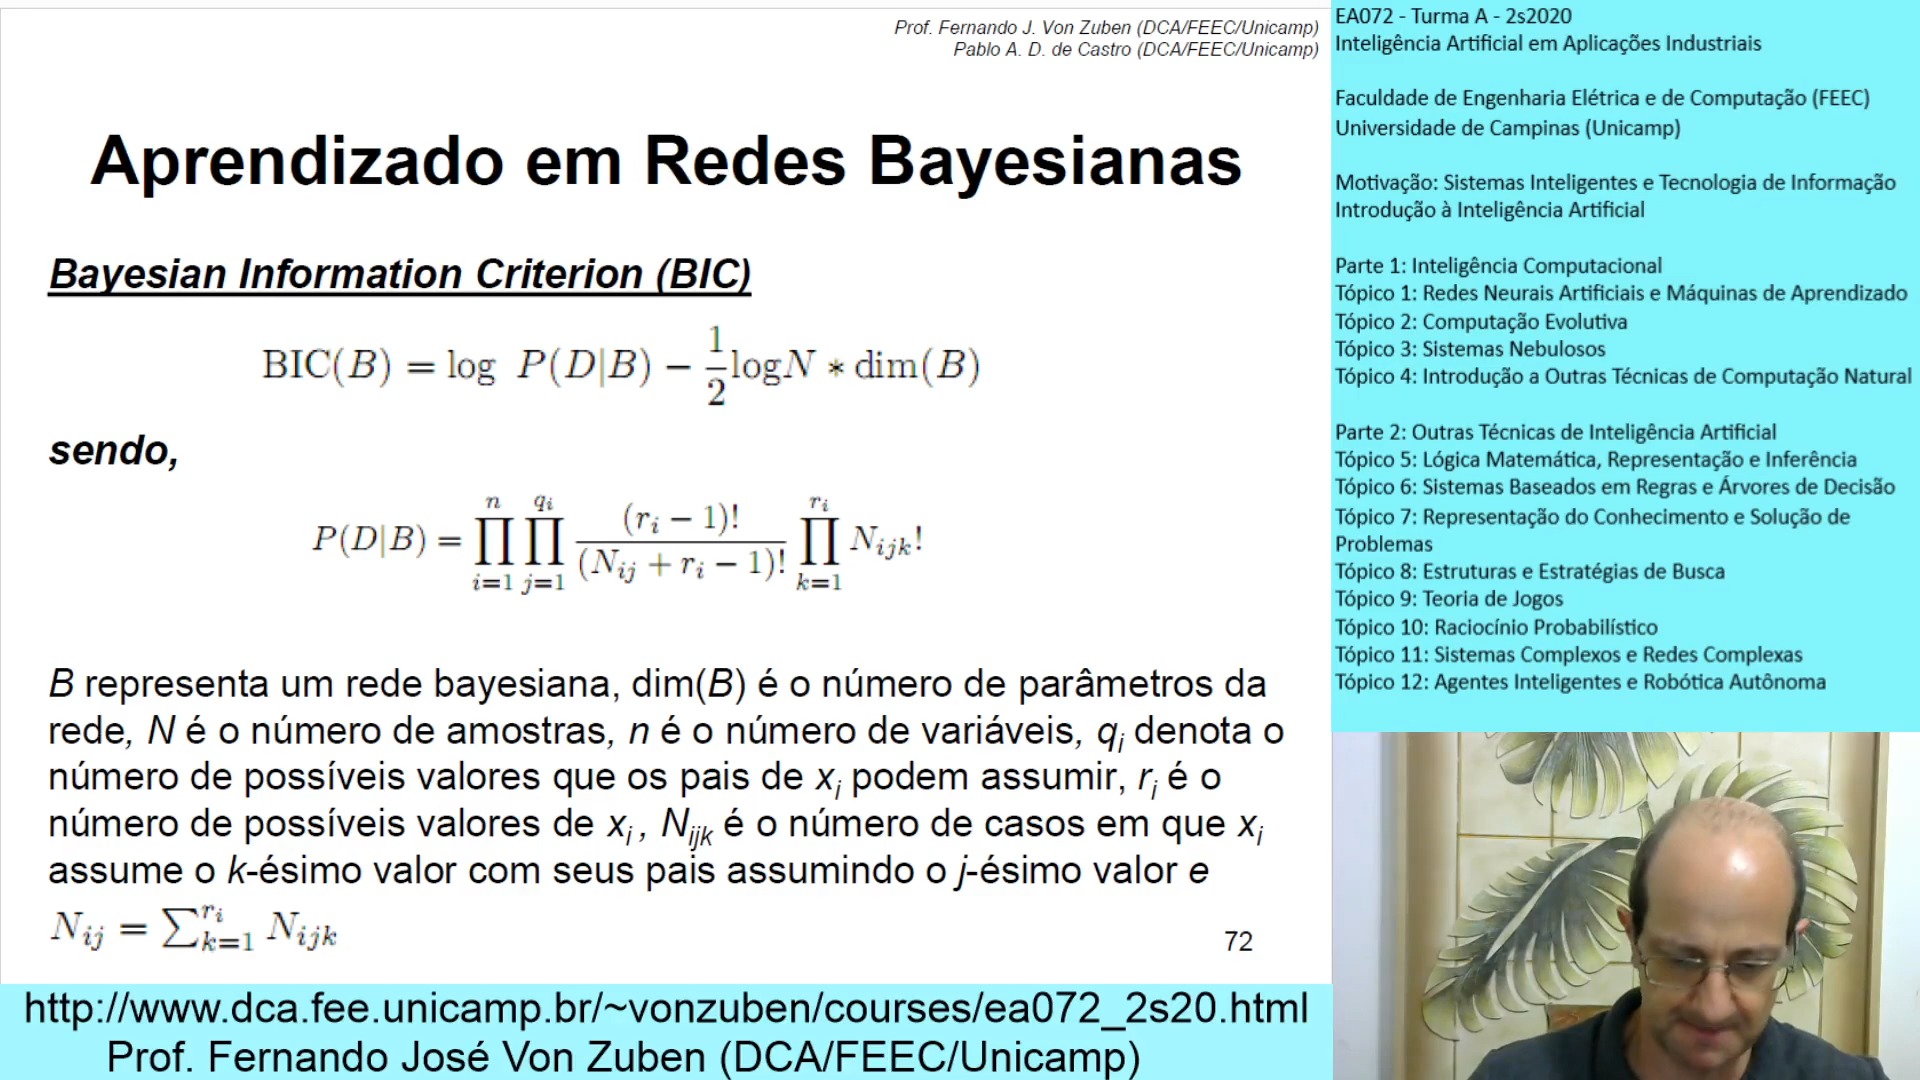 Prof. Fernando J. Von Zuben (DCA/FEEC/Unicamp)
Pablo A. D. de Castro (DCA/FEEC/Unicamp)
Aprendizado em Redes Bayesianas
Bayesian Information Criterion (BIC)
BIC(B) = log P(D|B) − 1/2 logN ∗ dim(B)
sendo,
P(D|B) = ∏_{i=1}^{n} ∏_{j=1}^{q_i} (r_i − 1)! / (N_{ij} + r_i − 1)! ∏_{k=1}^{r_i} N_{ijk}!
B representa um rede bayesiana, dim(B) é o número de parâmetros da
rede, N é o número de amostras, n é o número de variáveis, q_i denota o
número de possíveis valores que os pais de x_i podem assumir, r_i é o
número de possíveis valores de x_i , N_{ijk} é o número de casos em que x_i
assume o k-ésimo valor com seus pais assumindo o j-ésimo valor e
N_{ij} = ∑_{k=1}^{r_i} N_{ijk}
72
http://www.dca.fee.unicamp.br/~vonzuben/courses/ea072_2s20.html
Prof. Fernando José Von Zuben (DCA/FEEC/Unicamp)
EA072 - Turma A - 2s2020
Inteligência Artificial em Aplicações Industriais
Faculdade de Engenharia Elétrica e de Computação (FEEC)
Universidade de Campinas (Unicamp)
Motivação: Sistemas Inteligentes e Tecnologia de Informação
Introdução à Inteligência Artificial
Parte 1: Inteligência Computacional
Tópico 1: Redes Neurais Artificiais e Máquinas de Aprendizado
Tópico 2: Computação Evolutiva
Tópico 3: Sistemas Nebulosos
Tópico 4: Introdução a Outras Técnicas de Computação Natural
Parte 2: Outras Técnicas de Inteligência Artificial
Tópico 5: Lógica Matemática, Representação e Inferência
Tópico 6: Sistemas Baseados em Regras e Árvores de Decisão
Tópico 7: Representação do Conhecimento e Solução de
Problemas
Tópico 8: Estruturas e Estratégias de Busca
Tópico 9: Teoria de Jogos
Tópico 10: Raciocínio Probabilístico
Tópico 11: Sistemas Complexos e Redes Complexas
Tópico 12: Agentes Inteligentes e Robótica Autônoma